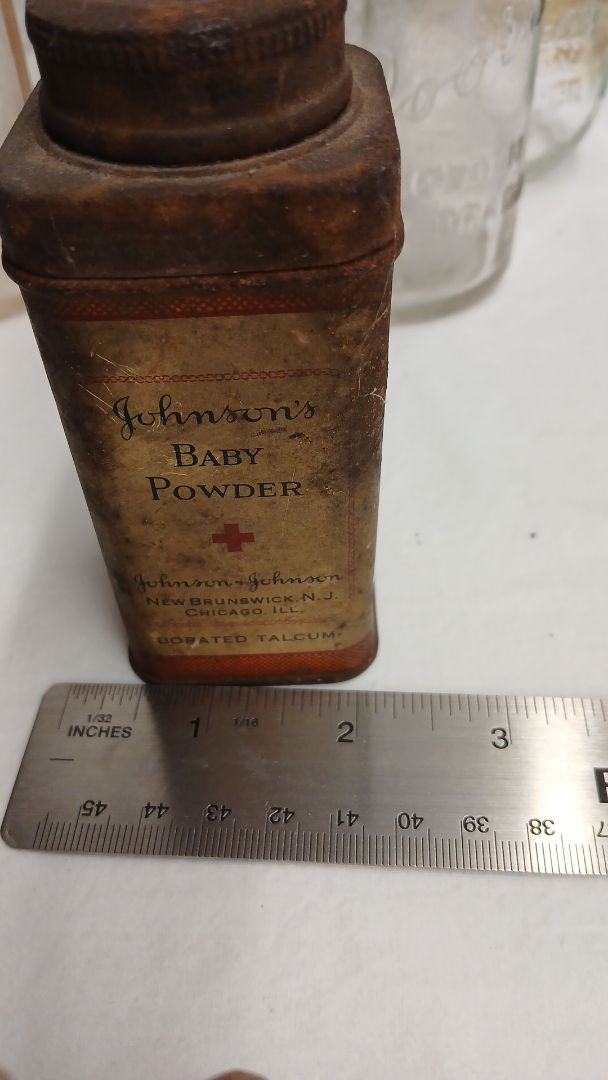 Johnson's
BABY
POWDER
Johnson & Johnson
NEW BRUNSWICK, N. J.
CHICAGO, ILL.
BORATED TALCUM
1/32
INCHES
1
1/16
2
3
45 44 43 42 41 40 39 38